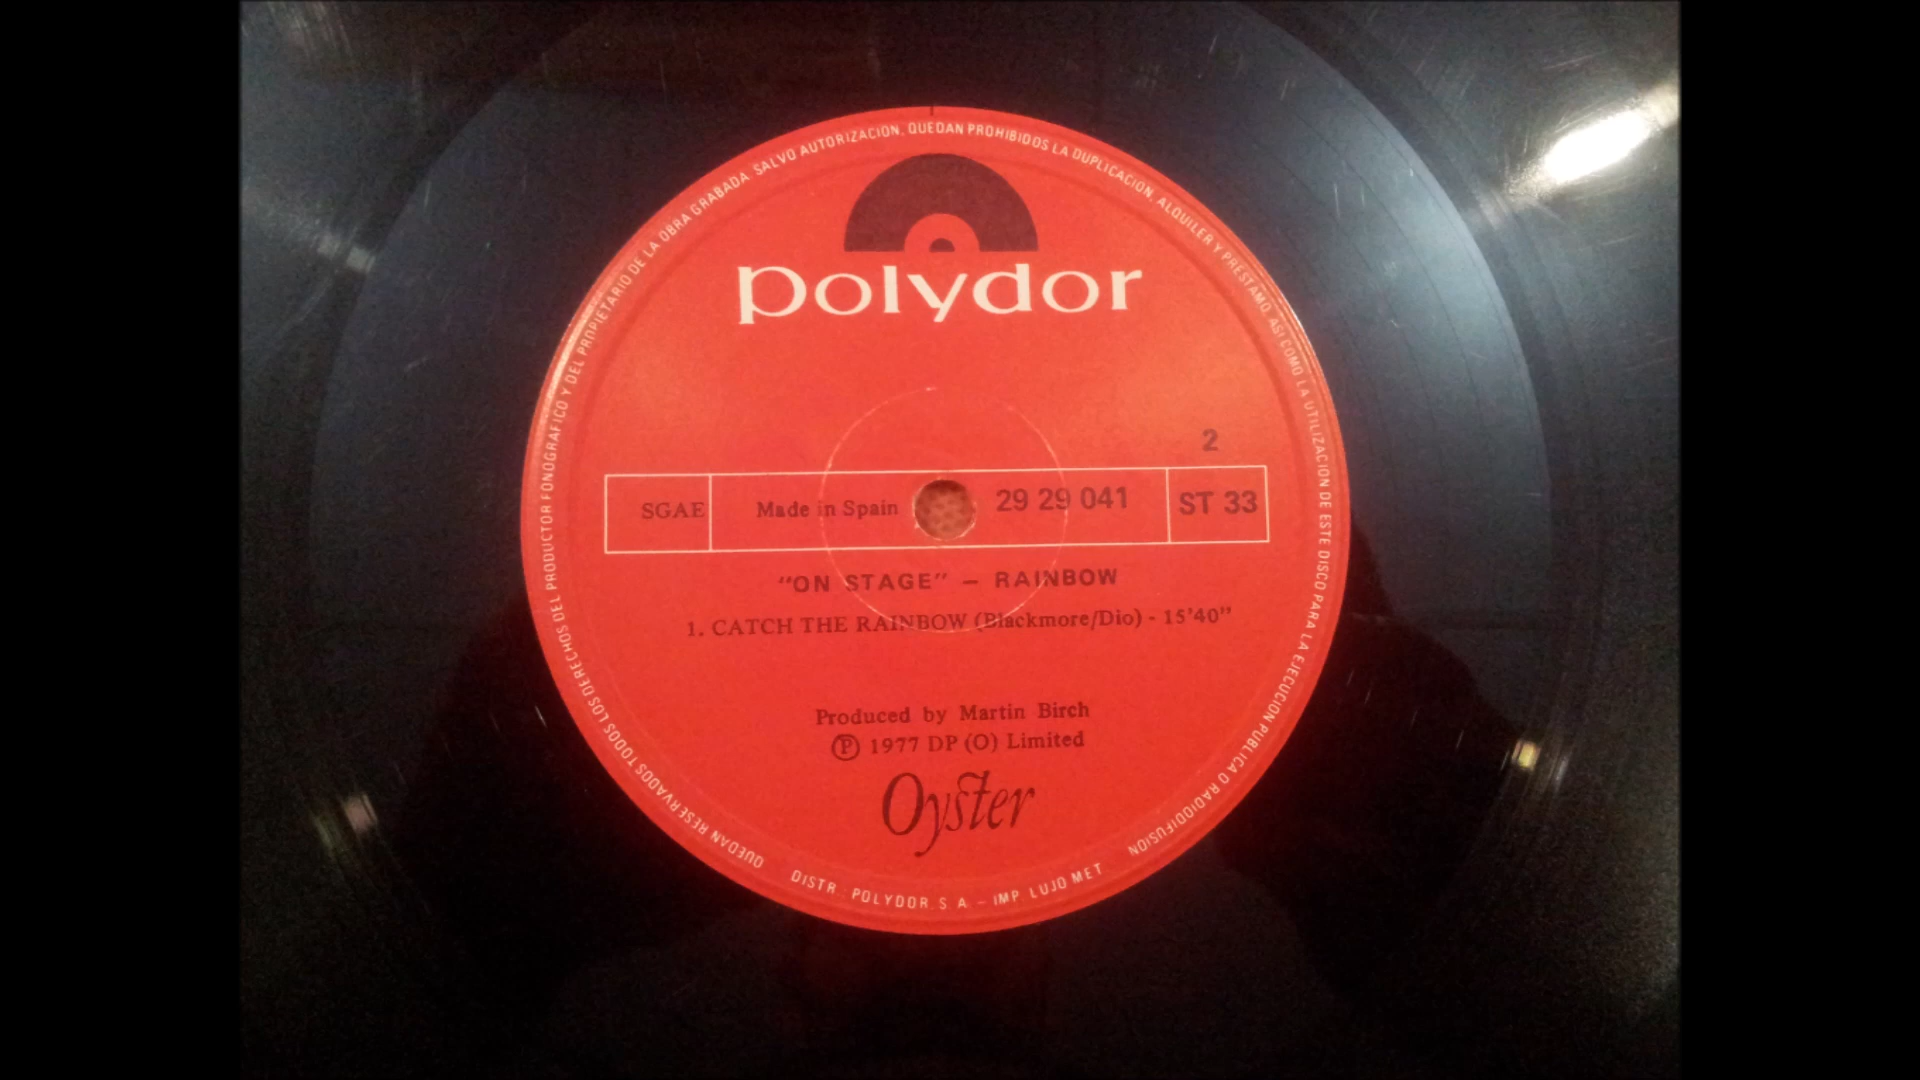 polydor
2
SGAE Made in Spain 29 29 041 ST 33
"ON STAGE" – RAINBOW
1. CATCH THE RAINBOW (Blackmore/Dio) - 15'40"
Produced by Martin Birch
Ⓟ 1977 DP (O) Limited
Oyster
QUEDAN RESERVADOS TODOS LOS DERECHOS DEL PRODUCTOR FONOGRAFICO Y DEL PROPIETARIO DE LA OBRA GRABADA. SALVO AUTORIZACION, QUEDAN PROHIBIDOS LA DUPLICACION, ALQUILER Y PRESTAMO, ASI COMO LA UTILIZACION DE ESTE DISCO PARA LA EJECUCION PUBLICA O RADIODIFUSION
DISTR.: POLYDOR, S. A. – IMP. LUJO MET